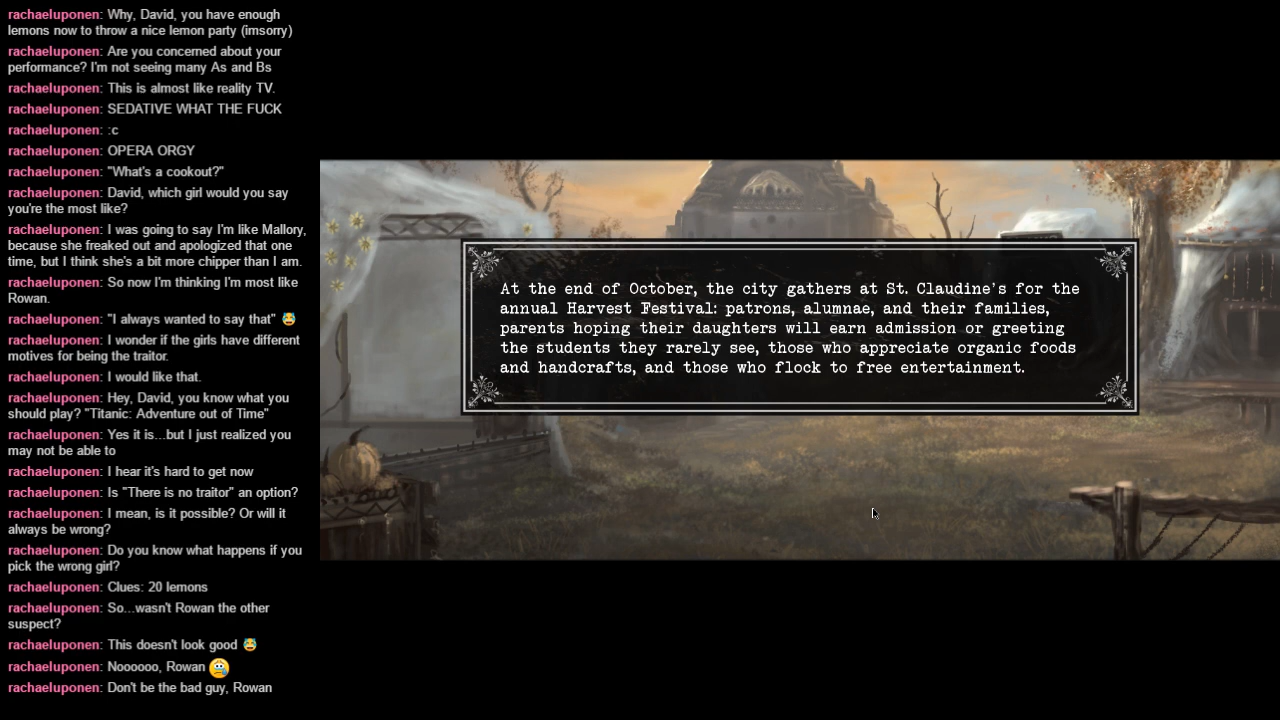 rachaeluponen: Why, David, you have enough
lemons now to throw a nice lemon party (imsorry)
rachaeluponen: Are you concerned about your
performance? I'm not seeing many As and Bs
rachaeluponen: This is almost like reality TV.
rachaeluponen: SEDATIVE WHAT THE FUCK
rachaeluponen: :c
rachaeluponen: OPERA ORGY
rachaeluponen: "What's a cookout?"
rachaeluponen: David, which girl would you say
you're the most like?
rachaeluponen: I was going to say I'm like Mallory,
because she freaked out and apologized that one
time, but I think she's a bit more chipper than I am.
rachaeluponen: So now I'm thinking I'm most like
Rowan.
rachaeluponen: "I always wanted to say that" 😅
rachaeluponen: I wonder if the girls have different
motives for being the traitor.
rachaeluponen: I would like that.
rachaeluponen: Hey, David, you know what you
should play? "Titanic: Adventure out of Time"
rachaeluponen: Yes it is...but I just realized you
may not be able to
rachaeluponen: I hear it's hard to get now
rachaeluponen: Is "There is no traitor" an option?
rachaeluponen: I mean, is it possible? Or will it
always be wrong?
rachaeluponen: Do you know what happens if you
pick the wrong girl?
rachaeluponen: Clues: 20 lemons
rachaeluponen: So...wasn't Rowan the other
suspect?
rachaeluponen: This doesn't look good 😅
rachaeluponen: Noooooo, Rowan 😢
rachaeluponen: Don't be the bad guy, Rowan
At the end of October, the city gathers at St. Claudine's for the
annual Harvest Festival: patrons, alumnae, and their families,
parents hoping their daughters will earn admission or greeting
the students they rarely see, those who appreciate organic foods
and handcrafts, and those who flock to free entertainment.